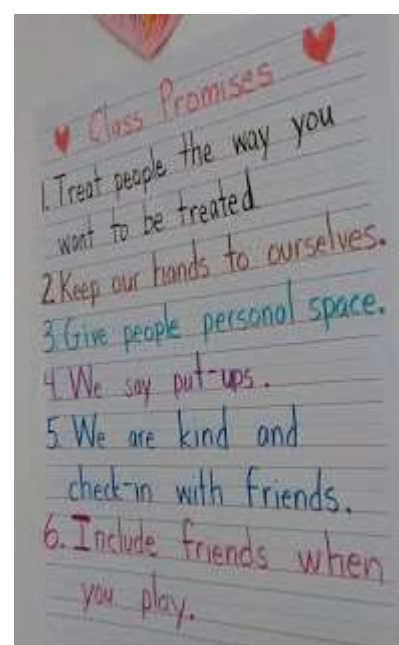 Class Promises
1. Treat people the way you
want to be treated
2. Keep our hands to ourselves.
3. Give people personal space.
4. We say put-ups.
5. We are kind and
check-in with friends.
6. Include friends when
you play.